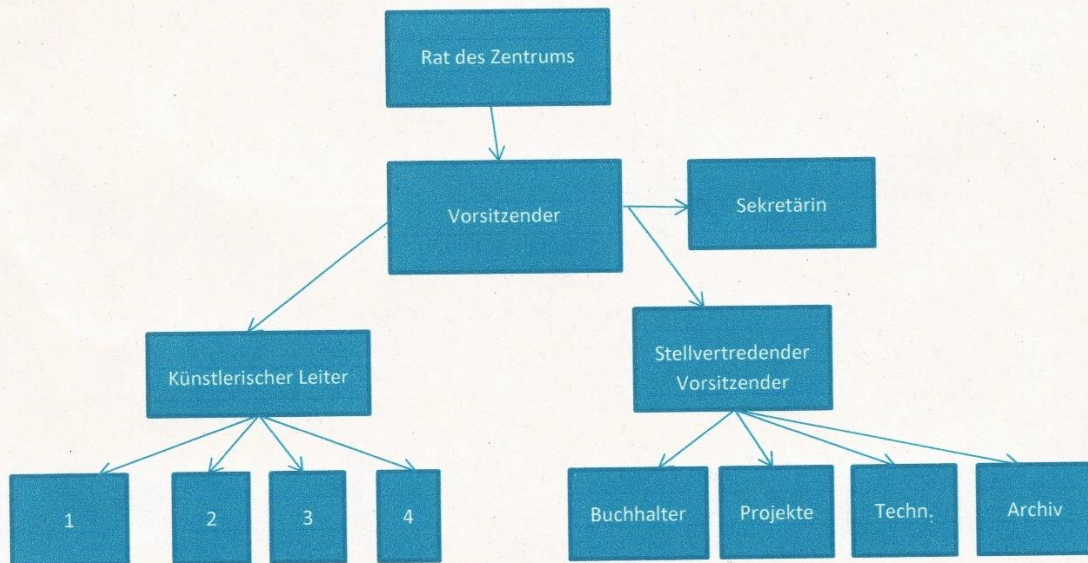 Rat des Zentrums
Vorsitzender
Sekretärin
Künstlerischer Leiter
Stellvertredender
Vorsitzender
1
2
3
4
Buchhalter
Projekte
Techn.
Archiv